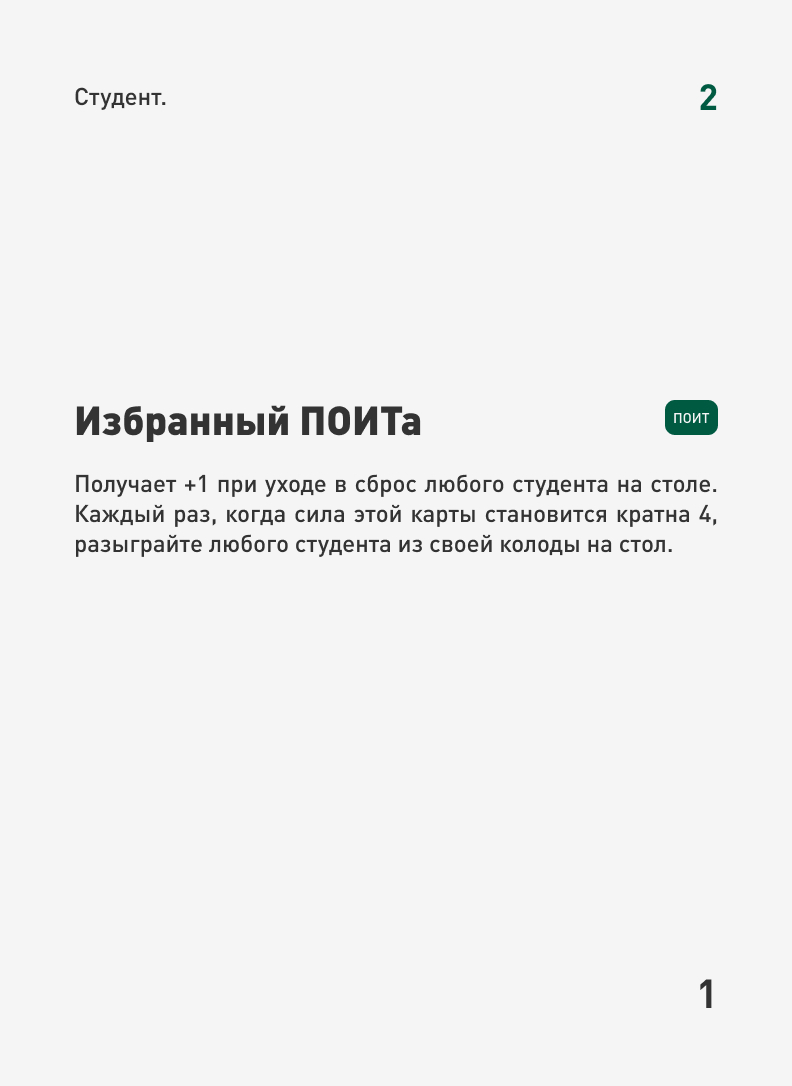 Студент.
2
Избранный ПОИТа
ПОИТ
Получает +1 при уходе в сброс любого студента на столе.
Каждый раз, когда сила этой карты становится кратна 4,
разыграйте любого студента из своей колоды на стол.
1